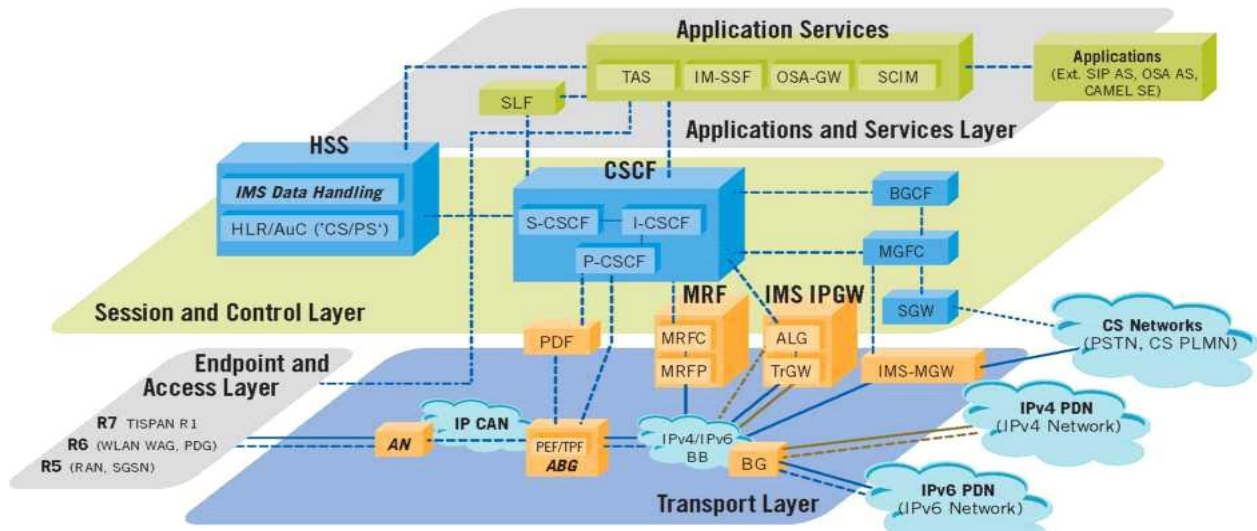 Application Services
TAS
IM-SSF
OSA-GW
SCIM
Applications
(Ext. SIP AS, OSA AS,
CAMEL SE)
SLF
Applications and Services Layer
HSS
IMS Data Handling
HLR/AuC ('CS/PS')
CSCF
S-CSCF
I-CSCF
P-CSCF
BGCF
MGFC
SGW
Session and Control Layer
MRF
IMS IPGW
PDF
MRFC
MRFP
ALG
TrGW
IMS-MGW
CS Networks
(PSTN, CS PLMN)
Endpoint and
Access Layer
R7 TISPAN R1
R6 (WLAN WAG, PDG)
R5 (RAN, SGSN)
AN
IP CAN
PEF/TPF
ABG
IPv4/IPv6
BB
BG
IPv4 PDN
(IPv4 Network)
IPv6 PDN
(IPv6 Network)
Transport Layer